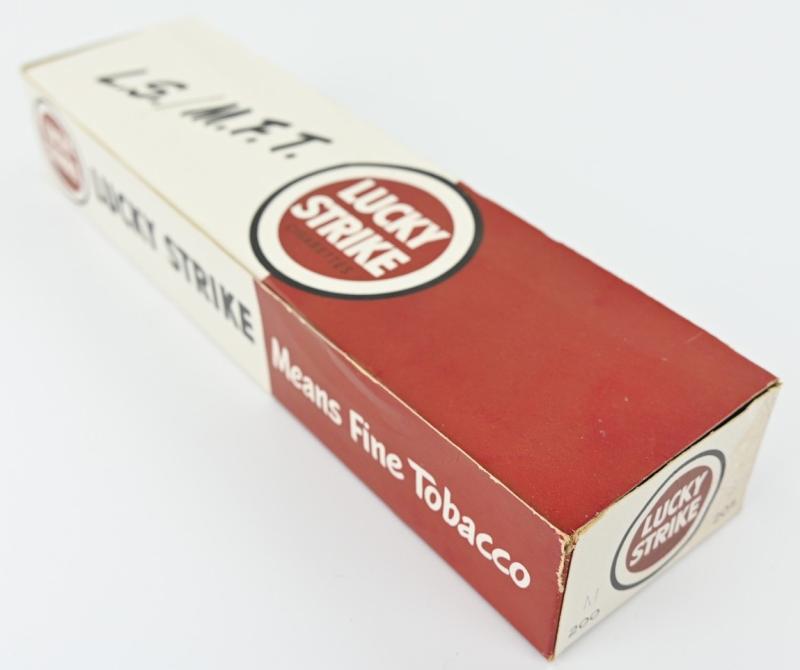 L.S./M.F.T.
LUCKY
STRIKE
CIGARETTES
LUCKY STRIKE
Means Fine Tobacco
LUCKY
STRIKE
M
200